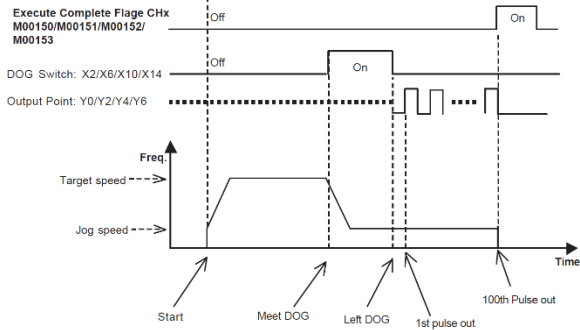 Execute Complete Flage CHx
M00150/M00151/M00152/
M00153
Off
On
DOG Switch: X2/X6/X10/X14
Off
On
Output Point: Y0/Y2/Y4/Y6
Freq.
Target speed
Jog speed
Time
Start
Meet DOG
Left DOG
1st pulse out
100th Pulse out